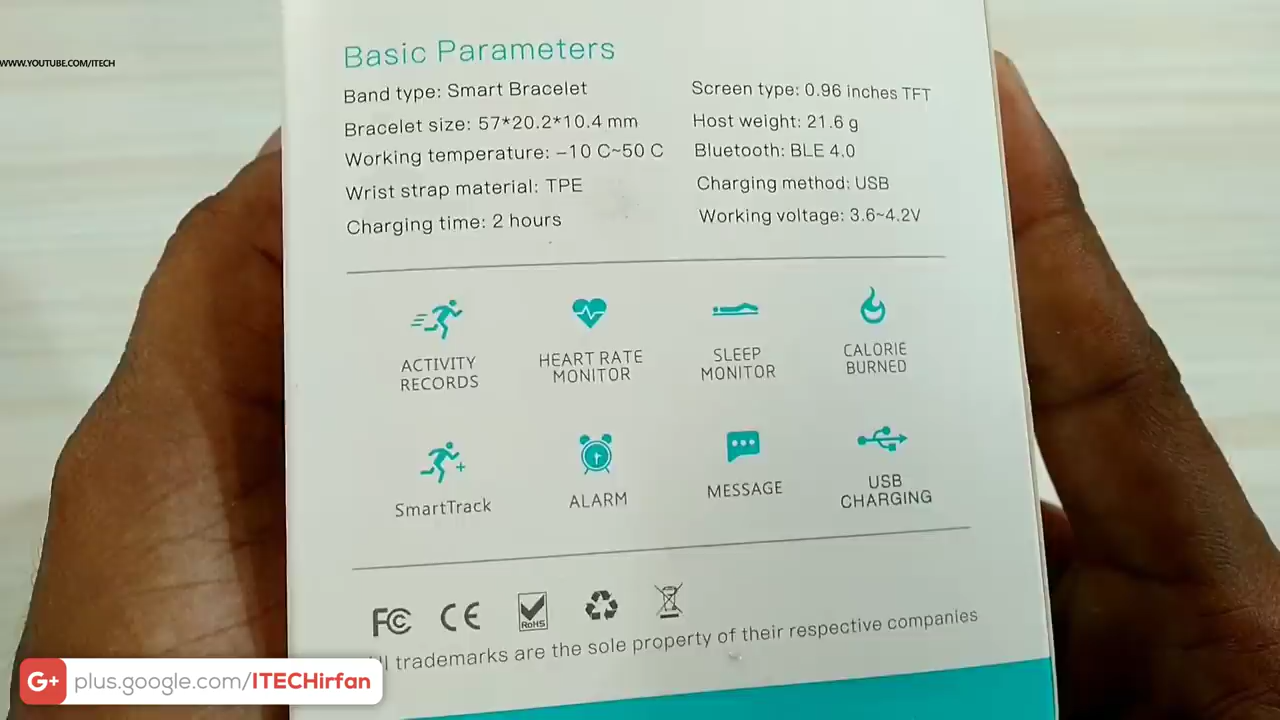 WWW.YOUTUBE.COM/ITECH
Basic Parameters
Band type: Smart Bracelet
Bracelet size: 57*20.2*10.4 mm
Working temperature: –10 C~50 C
Wrist strap material: TPE
Charging time: 2 hours
Screen type: 0.96 inches TFT
Host weight: 21.6 g
Bluetooth: BLE 4.0
Charging method: USB
Working voltage: 3.6~4.2V
ACTIVITY
RECORDS
HEART RATE
MONITOR
SLEEP
MONITOR
CALORIE
BURNED
SmartTrack
ALARM
MESSAGE
USB
CHARGING
FC CE RoHS
trademarks are the sole property of their respective companies
G+ plus.google.com/ITECHirfan